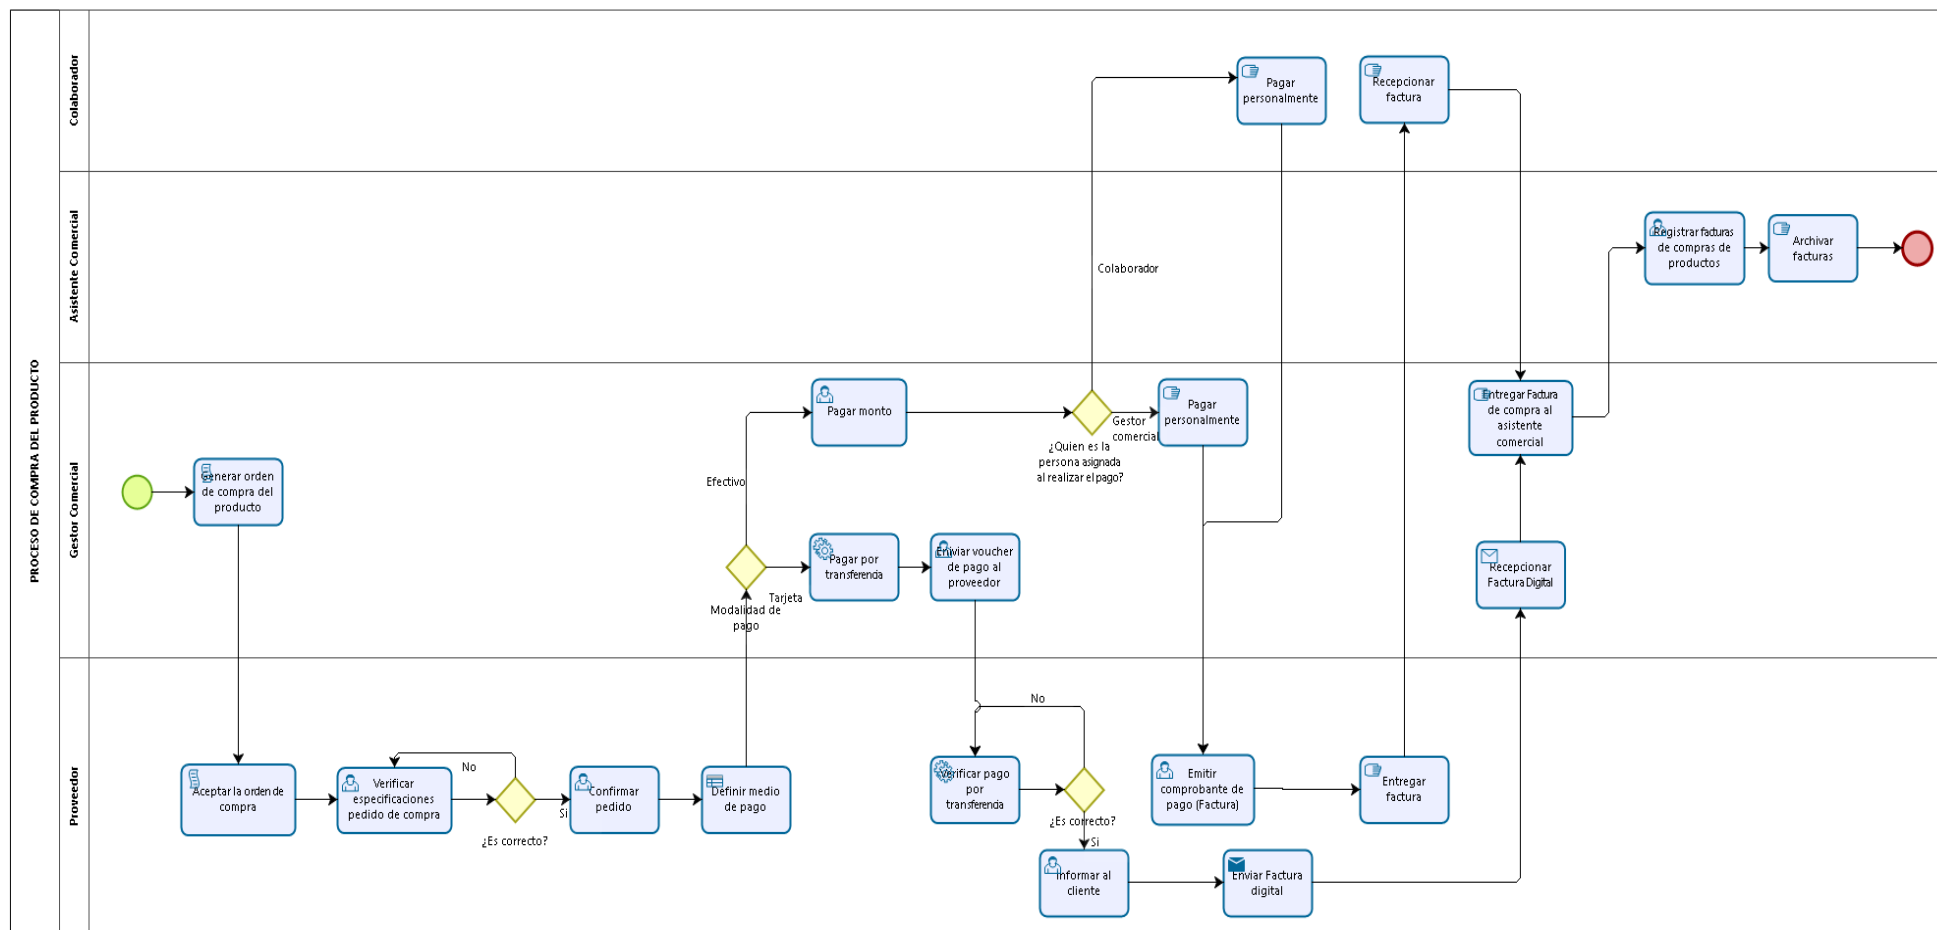 PROCESO DE COMPRA DEL PRODUCTO
Colaborador
Pagar
personalmente
Recepcionar
factura
Asistente Comercial
Colaborador
Registrar facturas
de compras de
productos
Archivar
facturas
Gestor Comercial
Generar orden
de compra del
producto
Efectivo
Pagar monto
¿Quien es la
persona asignada
al realizar el pago?
Gestor
comercial
Pagar
personalmente
Modalidad de
pago
Tarjeta
Pagar por
transferencia
Enviar voucher
de pago al
proveedor
Entregar Factura
de compra al
asistente
comercial
Recepcionar
Factura Digital
Proveedor
Aceptar la orden de
compra
Verificar
especificaciones
pedido de compra
No
¿Es correcto?
Si
Confirmar
pedido
Definir medio
de pago
No
Verificar pago
por
transferencia
¿Es correcto?
Si
Emitir
comprobante de
pago (Factura)
Entregar
factura
Informar al
cliente
Enviar Factura
digital